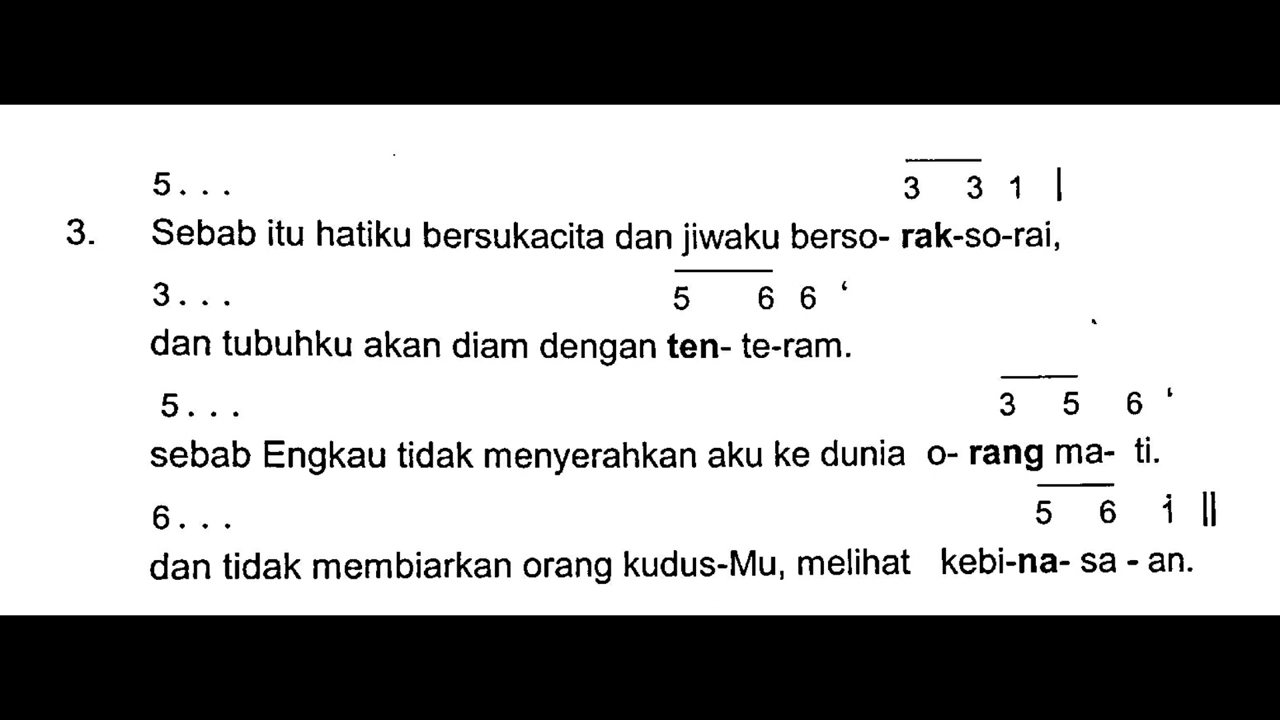 5 . . . 3 3 1 |
3. Sebab itu hatiku bersukacita dan jiwaku berso- rak-so-rai,
3 . . . 5 6 6 ‘
dan tubuhku akan diam dengan ten- te-ram.
5 . . . 3 5 6 ‘
sebab Engkau tidak menyerahkan aku ke dunia o- rang ma- ti.
6 . . . 5 6 1̇ ||
dan tidak membiarkan orang kudus-Mu, melihat kebi-na- sa - an.